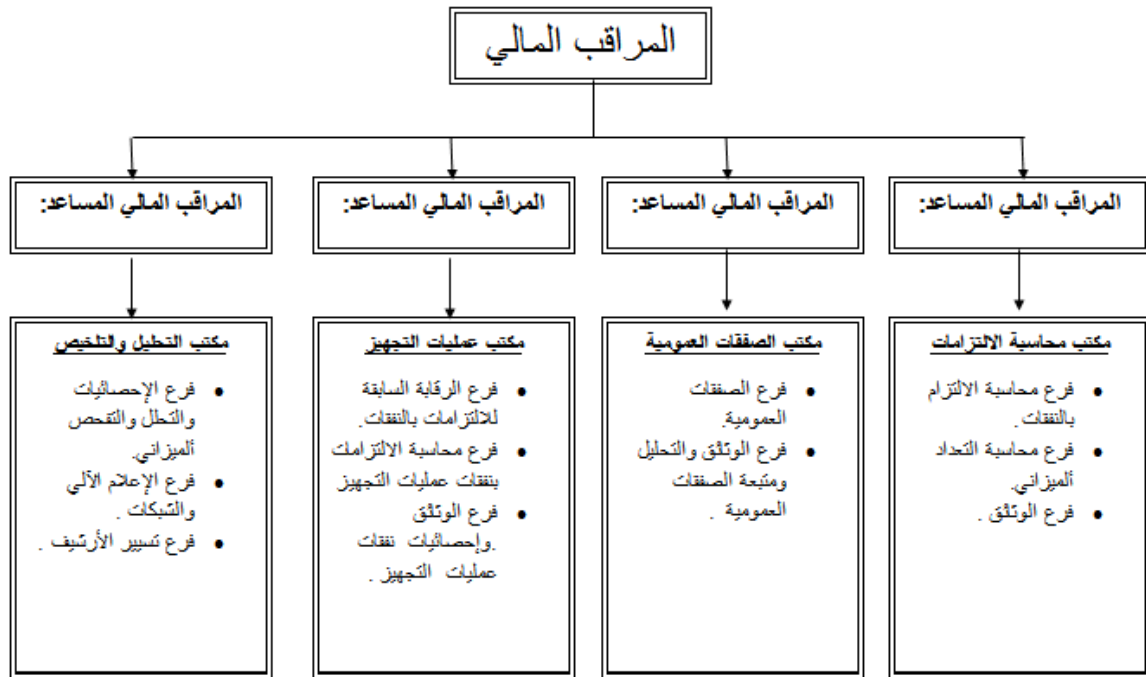 المراقب المالي
المراقب المالي المساعد:
المراقب المالي المساعد:
المراقب المالي المساعد:
المراقب المالي المساعد:
مكتب محاسبة الالتزامات
• فرع محاسبة الالتزام
بالنفقات.
• فرع محاسبة التعداد
ألميزاني.
• فرع الوثائق .
مكتب الصفقات العمومية
• فرع الصفقات
العمومية.
• فرع الوثائق والتحليل
ومتبعة الصفقات
العمومية .
مكتب عمليات التجهيز
• فرع الرقابة السابقة
للالتزامات بالنفقات.
• فرع محاسبة الالتزامات
بنفقات عمليات التجهيز
• فرع الوثائق
.وإحصائيات نفقات
عمليات التجهيز .
مكتب التحليل والتلخيص
• فرع الإحصائيات
والتحلل والتفحص
ألميزاني.
• فرع الإعلام الآلي
والشبكات .
• فرع تسيير الأرشيف .